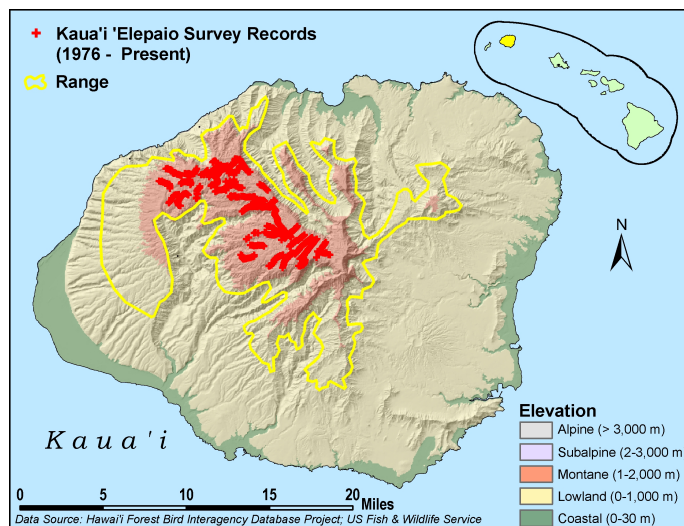 Kaua'i 'Elepaio Survey Records
(1976 - Present)
Range
N
Kaua'i
Elevation
Alpine (> 3,000 m)
Subalpine (2-3,000 m)
Montane (1-2,000 m)
Lowland (0-1,000 m)
Coastal (0-30 m)
0 5 10 15 20 Miles
Data Source: Hawai'i Forest Bird Interagency Database Project; US Fish & Wildlife Service